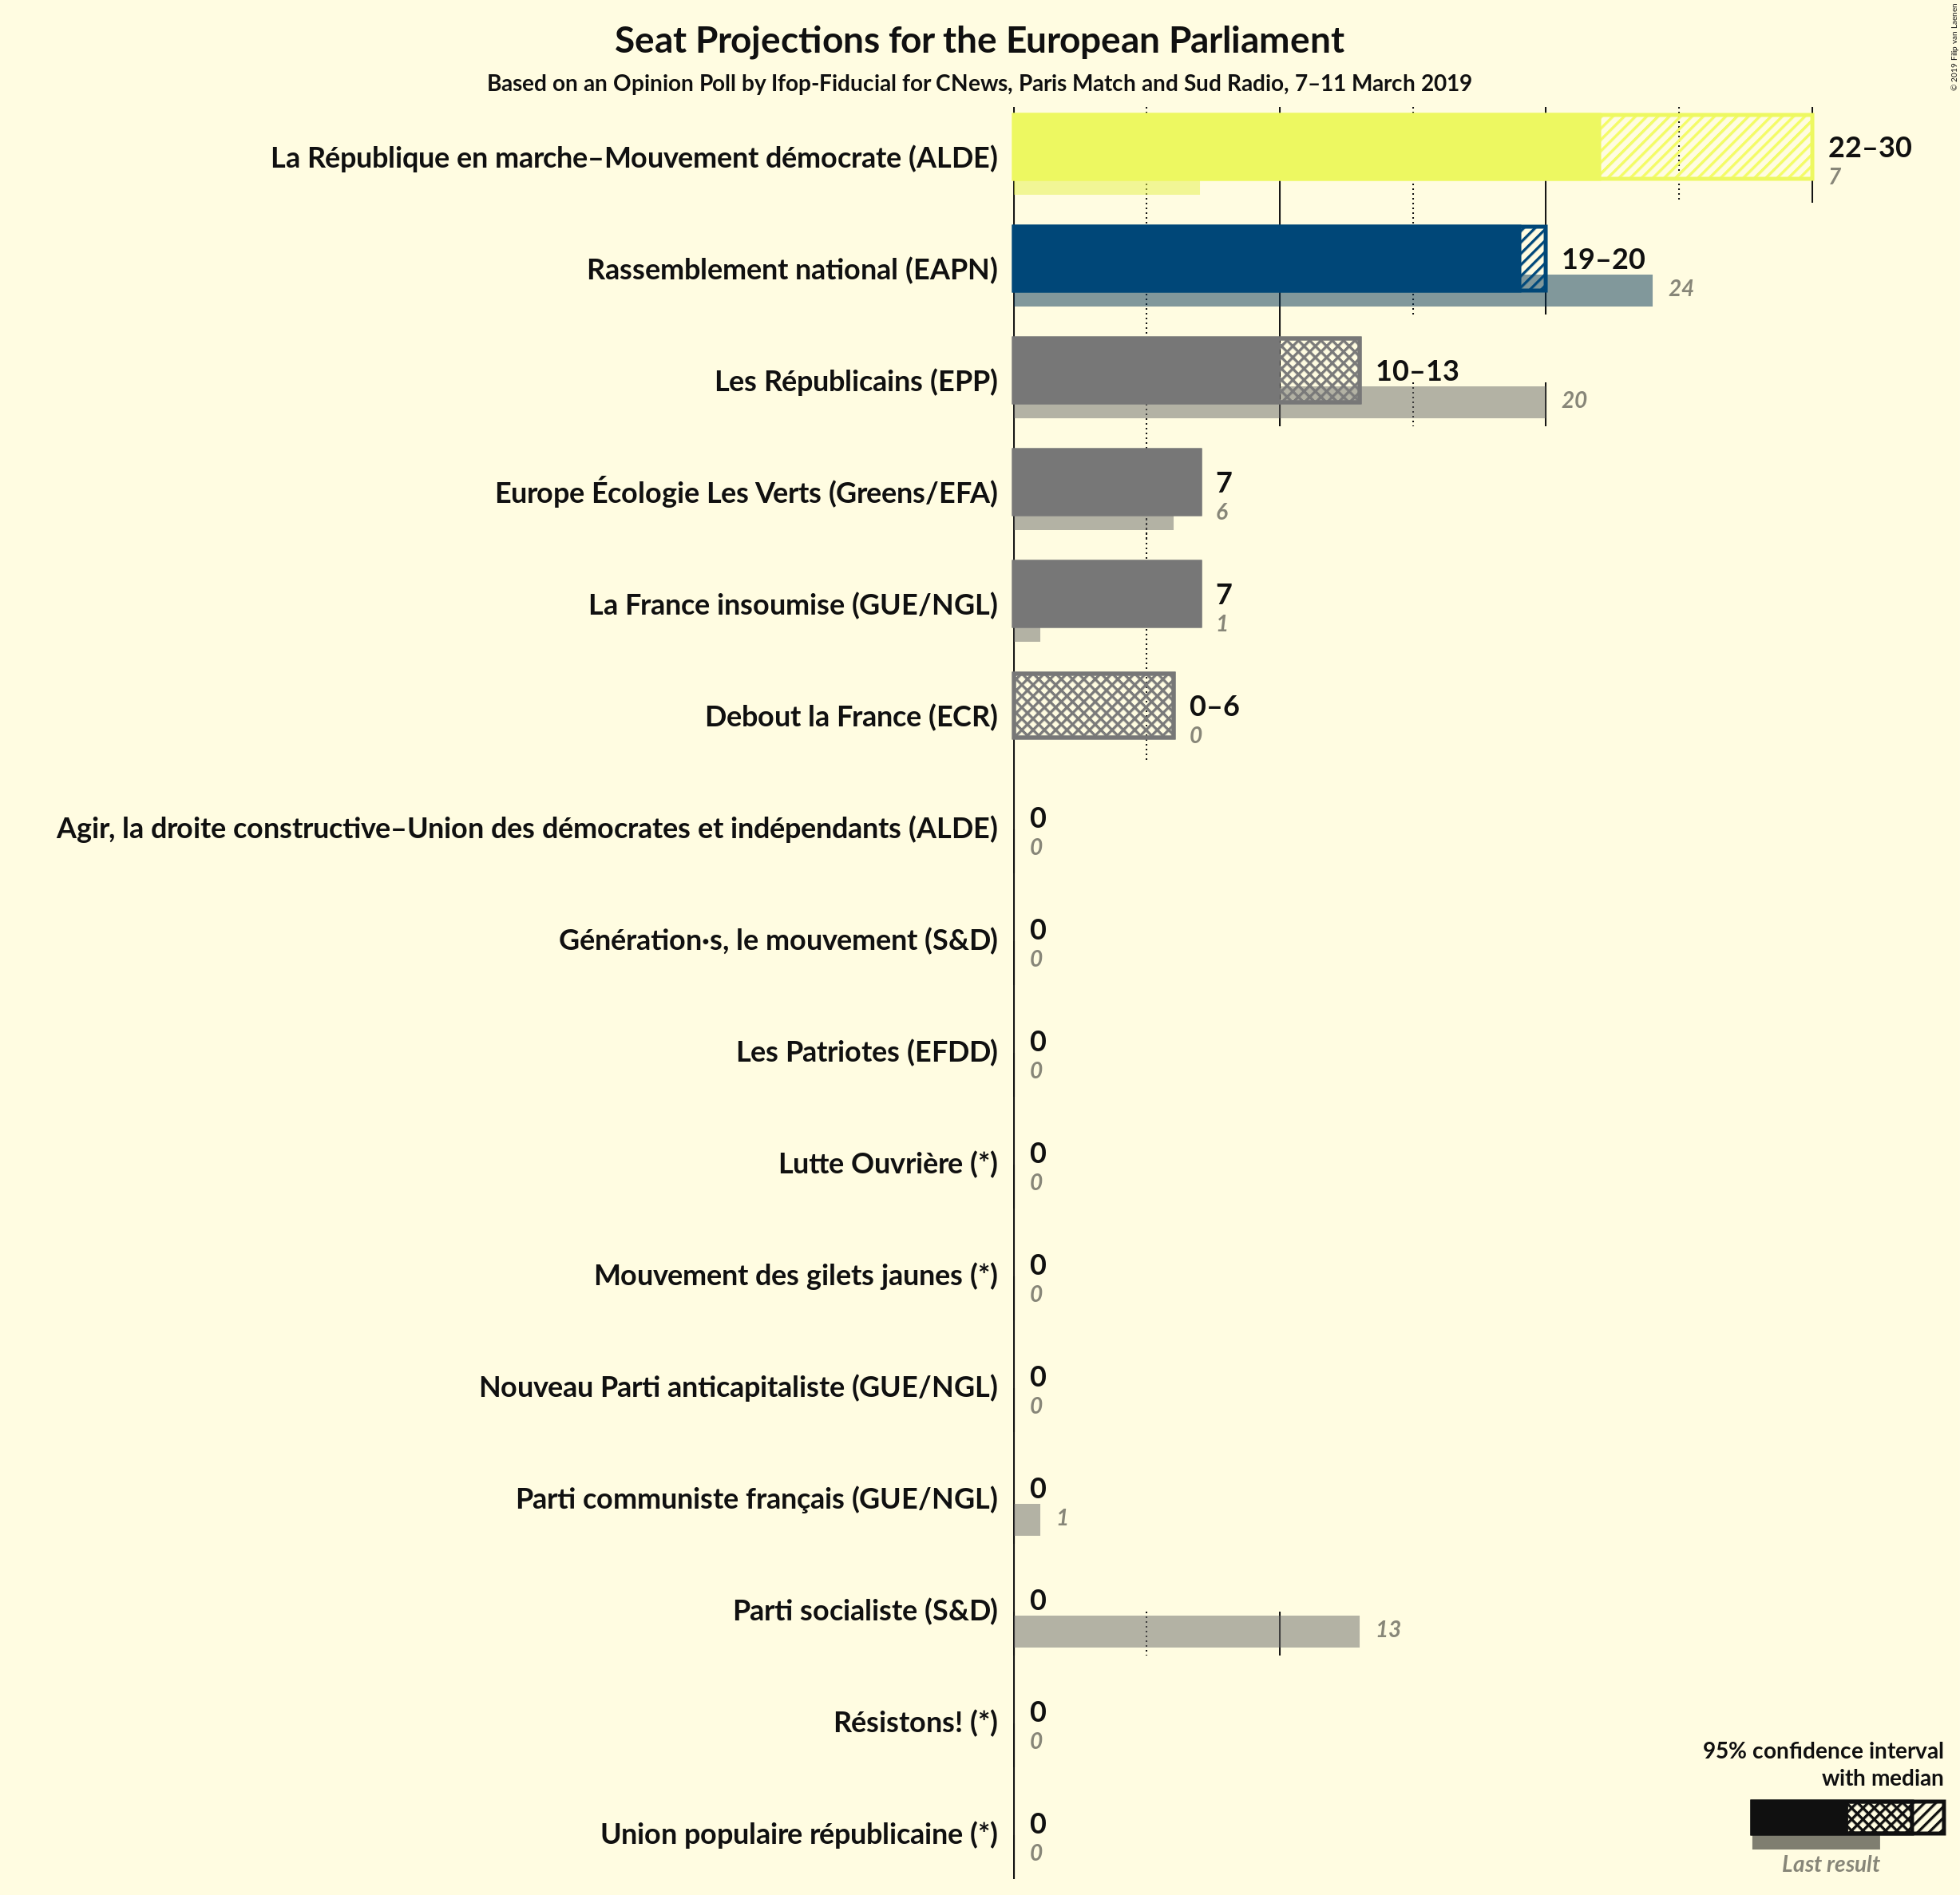 Seat Projections for the European Parliament
Based on an Opinion Poll by Ifop-Fiducial for CNews, Paris Match and Sud Radio, 7–11 March 2019
© 2019 Filip van Laenen
La République en marche–Mouvement démocrate (ALDE)
22–30
7
Rassemblement national (EAPN)
19–20
24
Les Républicains (EPP)
10–13
20
Europe Écologie Les Verts (Greens/EFA)
7
6
La France insoumise (GUE/NGL)
7
1
Debout la France (ECR)
0–6
0
Agir, la droite constructive–Union des démocrates et indépendants (ALDE)
0
0
Génération·s, le mouvement (S&D)
0
0
Les Patriotes (EFDD)
0
0
Lutte Ouvrière (*)
0
0
Mouvement des gilets jaunes (*)
0
0
Nouveau Parti anticapitaliste (GUE/NGL)
0
0
Parti communiste français (GUE/NGL)
0
1
Parti socialiste (S&D)
0
13
Résistons! (*)
0
0
Union populaire républicaine (*)
0
0
95% confidence interval
with median
Last result